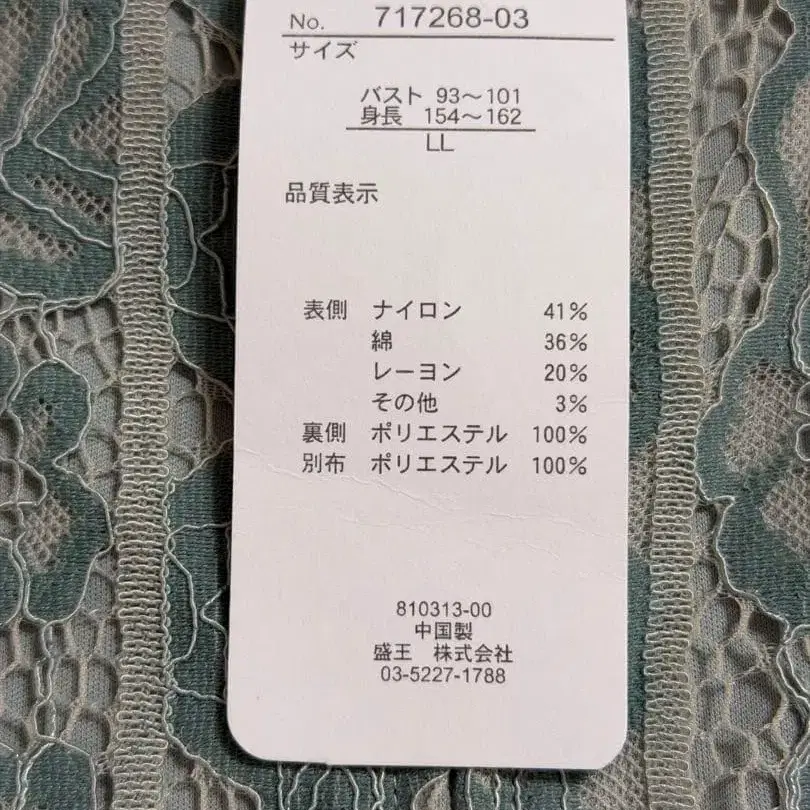 No. 717268-03
サイズ
バスト 93～101
身長 154～162
LL
品質表示
表側 ナイロン 41%
綿 36%
レーヨン 20%
その他 3%
裏側 ポリエステル 100%
別布 ポリエステル 100%
810313-00
中国製
盛王 株式会社
03-5227-1788